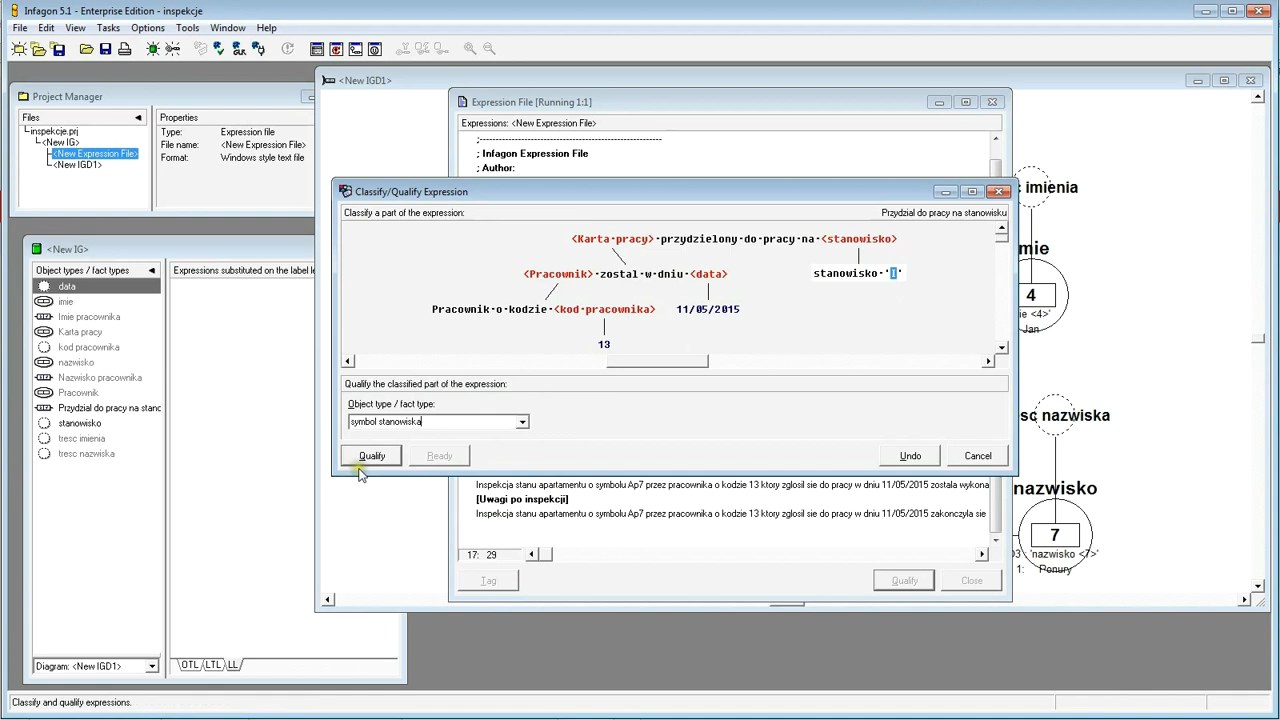 Infagon 5.1 - Enterprise Edition - inspekcje
File Edit View Tasks Options Tools Window Help
<New IGD1>
Project Manager
Files
Properties
inspekcje.prj
<New IG>
<New Expression File>
<New IGD1>
Type: Expression file
File name: <New Expression File>
Format: Windows style text file
Expression File [Running 1:1]
Expressions: <New Expression File>
;-----------------------------------------------------------
; Infagon Expression File
; Author:
Classify/Qualify Expression
Classify a part of the expression:
Przydzial do pracy na stanowisku
<Karta·pracy>·przydzielony·do·pracy·na·<stanowisko>
<Pracownik>·zostal·w·dniu·<data>
stanowisko·'I'
Pracownik·o·kodzie·<kod·pracownika>
11/05/2015
13
Qualify the classified part of the expression:
Object type / fact type:
symbol stanowiska
Qualify
Ready
Undo
Cancel
Inspekcja stanu apartamentu o symbolu Ap7 przez pracownika o kodzie 13 ktory zglosil sie do pracy w dniu 11/05/2015 zostala wykona
[Uwagi po inspekcji]
Inspekcja stanu apartamentu o symbolu Ap7 przez pracownika o kodzie 13 ktory zglosil sie do pracy w dniu 11/05/2015 zakonczyla sie
17: 29
Tag
Qualify
Close
<New IG>
Object types / fact types:
Expressions substituted on the label le
data
imie
Imie pracownika
Karta pracy
kod pracownika
nazwisko
Nazwisko pracownika
Pracownik
Przydzial do pracy na stanc
stanowisko
tresc imienia
tresc nazwiska
Diagram: <New IGD1>
OTL LTL LL
c imienia
mie
4
ie <4>'
Jan
sc nazwiska
nazwisko
7
O3 : 'nazwisko <7>'
1: Ponury
Classify and qualify expressions.